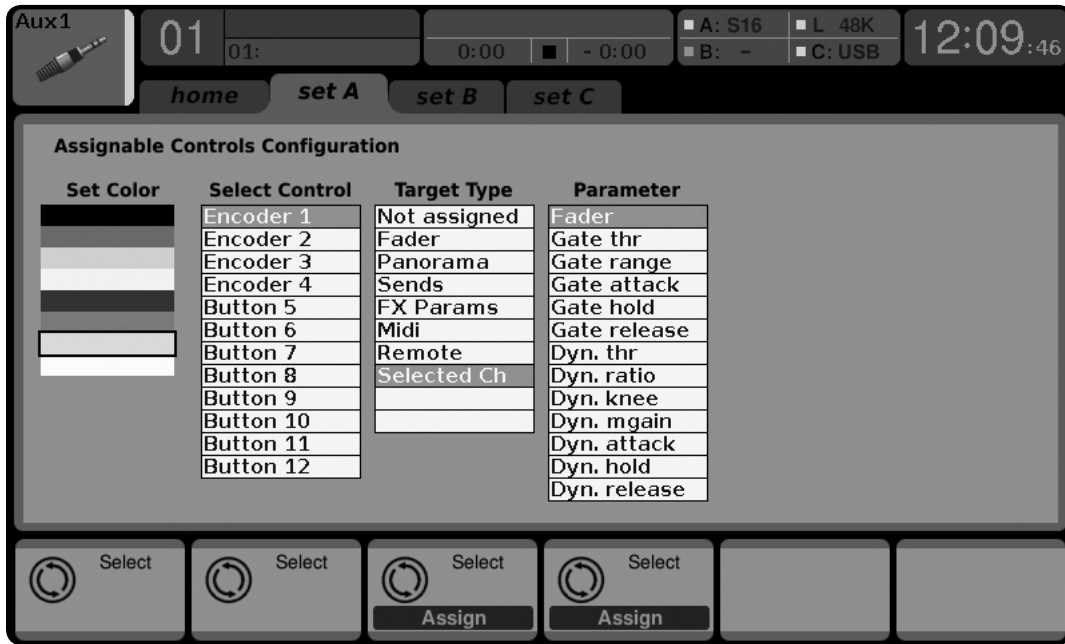 Aux1
01
01:
0:00
- 0:00
A: S16
B: -
L 48K
C: USB
12:09:46
home
set A
set B
set C
Assignable Controls Configuration
Set Color
Select Control
Encoder 1
Encoder 2
Encoder 3
Encoder 4
Button 5
Button 6
Button 7
Button 8
Button 9
Button 10
Button 11
Button 12
Target Type
Not assigned
Fader
Panorama
Sends
FX Params
Midi
Remote
Selected Ch
Parameter
Fader
Gate thr
Gate range
Gate attack
Gate hold
Gate release
Dyn. thr
Dyn. ratio
Dyn. knee
Dyn. mgain
Dyn. attack
Dyn. hold
Dyn. release
Select
Select
Select
Assign
Select
Assign